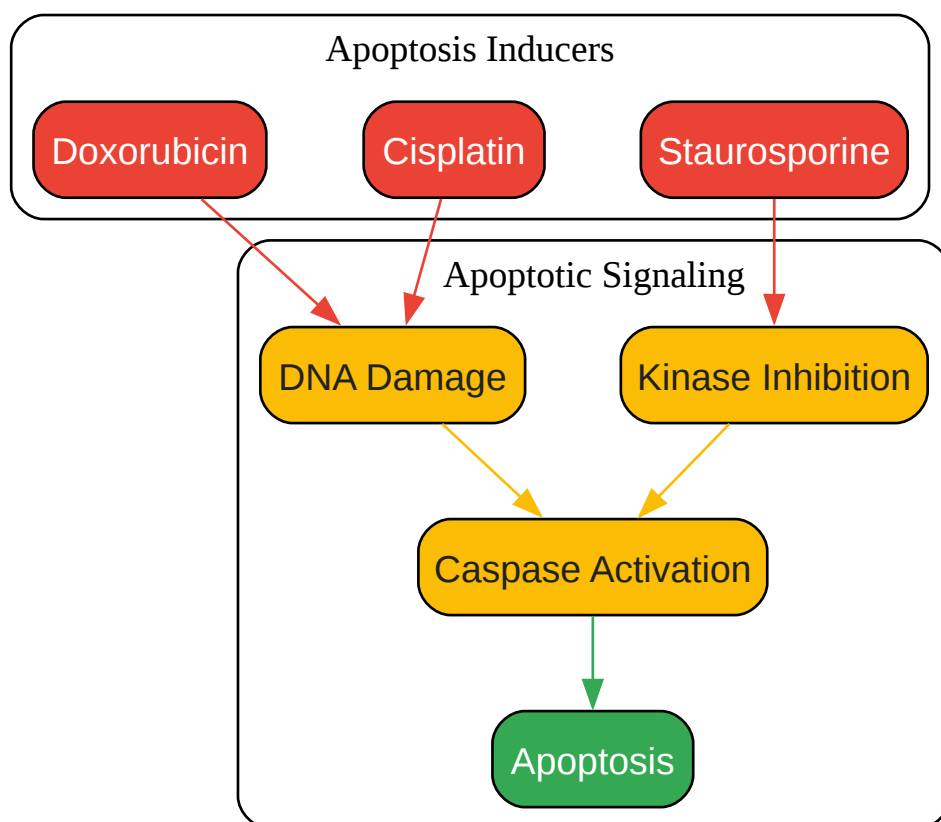 Apoptosis Inducers
Doxorubicin
Cisplatin
Staurosporine
Apoptotic Signaling
DNA Damage
Kinase Inhibition
Caspase Activation
Apoptosis